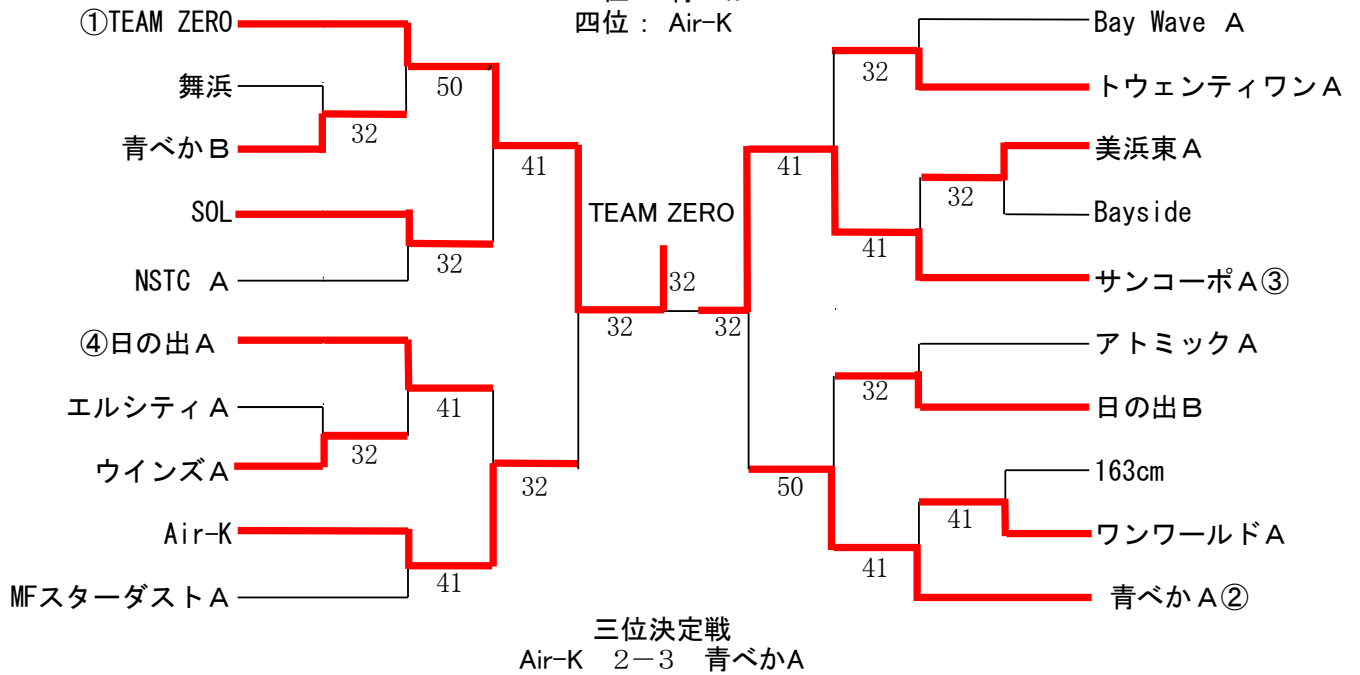 四位： Air-K
①TEAM ZERO
舞浜
青べかＢ
SOL
NSTC Ａ
④日の出Ａ
エルシティＡ
ウインズＡ
Air-K
MFスターダストＡ
50
32
32
41
41
32
41
32
TEAM ZERO
32
32
32
Bay Wave Ａ
トウェンティワンＡ
美浜東Ａ
Bayside
サンコーポＡ③
アトミックＡ
日の出Ｂ
163cm
ワンワールドＡ
青べかＡ②
32
41
32
41
32
50
41
41
三位決定戦
Air-K ２－３ 青べかA